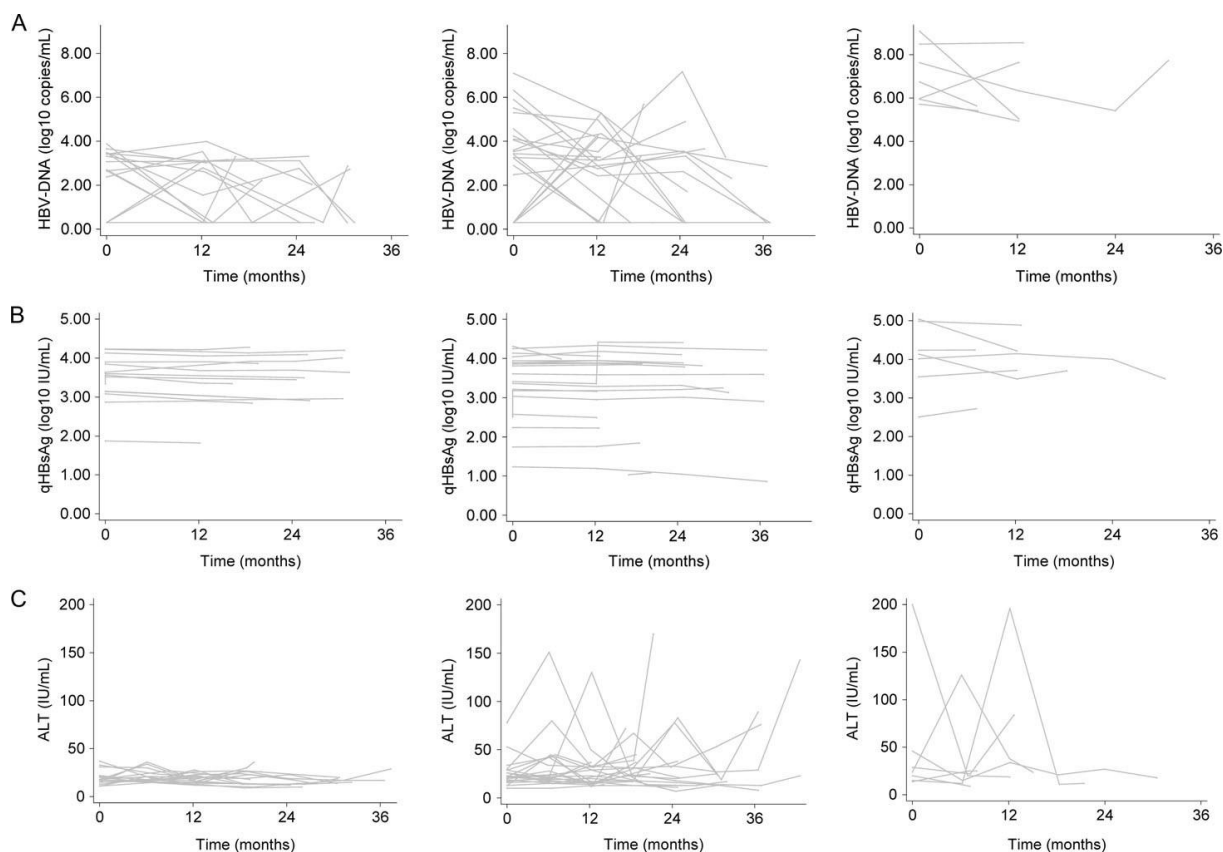 A
HBV-DNA (log10 copies/mL)
8.00
6.00
4.00
2.00
0.00
0 12 24 36
Time (months)
HBV-DNA (log10 copies/mL)
8.00
6.00
4.00
2.00
0.00
0 12 24 36
Time (months)
HBV-DNA (log10 copies/mL)
8.00
6.00
4.00
2.00
0.00
0 12 24 36
Time (months)
B
qHBsAg (log10 IU/mL)
5.00
4.00
3.00
2.00
1.00
0.00
0 12 24 36
Time (months)
qHBsAg (log10 IU/mL)
5.00
4.00
3.00
2.00
1.00
0.00
0 12 24 36
Time (months)
qHBsAg (log10 IU/mL)
5.00
4.00
3.00
2.00
1.00
0.00
0 12 24 36
Time (months)
C
ALT (IU/mL)
200
150
100
50
0
0 12 24 36
Time (months)
ALT (IU/mL)
200
150
100
50
0
0 12 24 36
Time (months)
ALT (IU/mL)
200
150
100
50
0
0 12 24 36
Time (months)